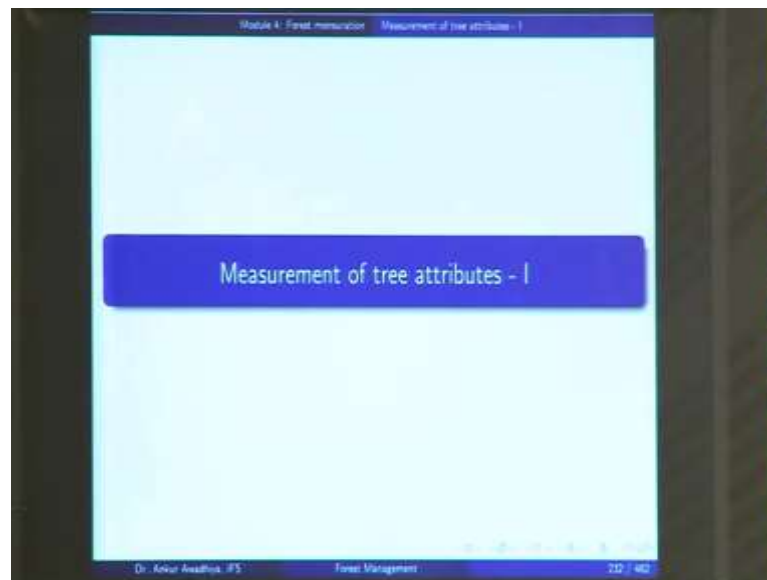 Module 4: Forest mensuration Measurement of tree attributes - I
Measurement of tree attributes - I
Dr. Ankur Awadhiya, IFS Forest Management 232 / 482